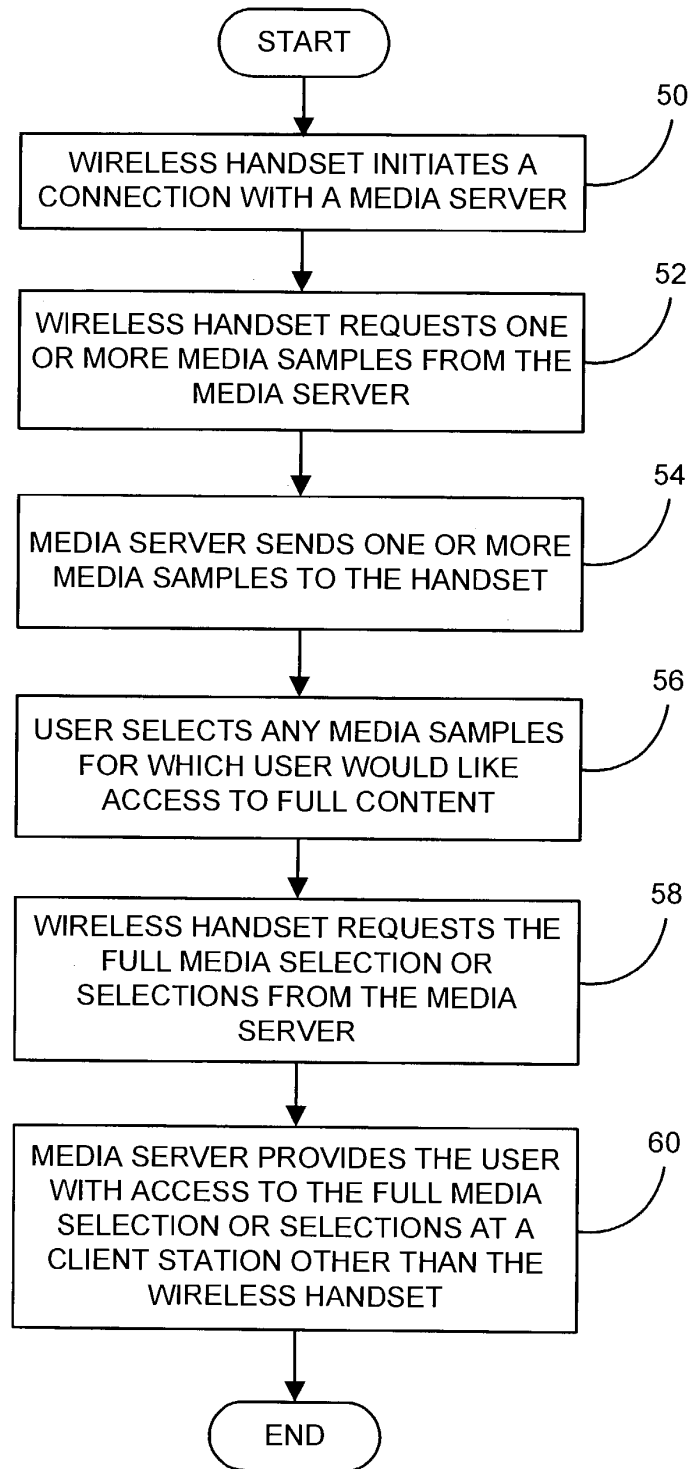 START
50
WIRELESS HANDSET INITIATES A
CONNECTION WITH A MEDIA SERVER
52
WIRELESS HANDSET REQUESTS ONE
OR MORE MEDIA SAMPLES FROM THE
MEDIA SERVER
54
MEDIA SERVER SENDS ONE OR MORE
MEDIA SAMPLES TO THE HANDSET
56
USER SELECTS ANY MEDIA SAMPLES
FOR WHICH USER WOULD LIKE
ACCESS TO FULL CONTENT
58
WIRELESS HANDSET REQUESTS THE
FULL MEDIA SELECTION OR
SELECTIONS FROM THE MEDIA
SERVER
60
MEDIA SERVER PROVIDES THE USER
WITH ACCESS TO THE FULL MEDIA
SELECTION OR SELECTIONS AT A
CLIENT STATION OTHER THAN THE
WIRELESS HANDSET
END